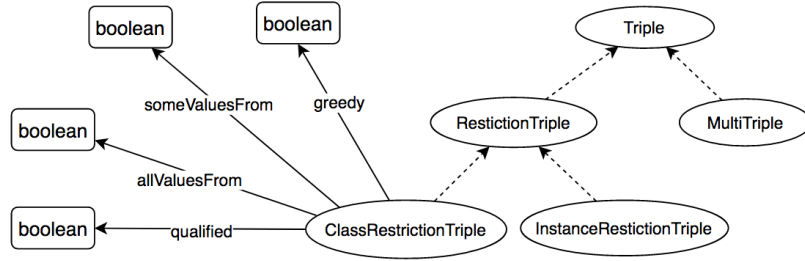 boolean
boolean
Triple
someValuesFrom
greedy
boolean
RestictionTriple
MultiTriple
allValuesFrom
boolean
qualified
ClassRestrictionTriple
InstanceRestictionTriple